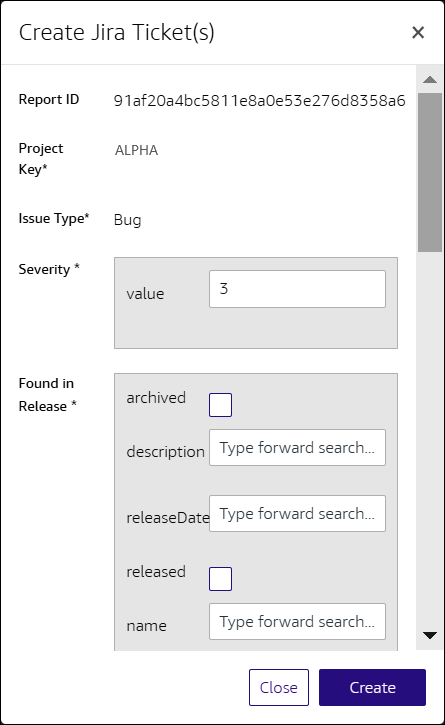 Create Jira Ticket(s) ×
Report ID 91af20a4bc5811e8a0e53e276d8358a6
Project
Key* ALPHA
Issue Type* Bug
Severity *
value 3
Found in
Release *
archived
description Type forward search...
releaseDate Type forward search...
released
name Type forward search...
Close Create